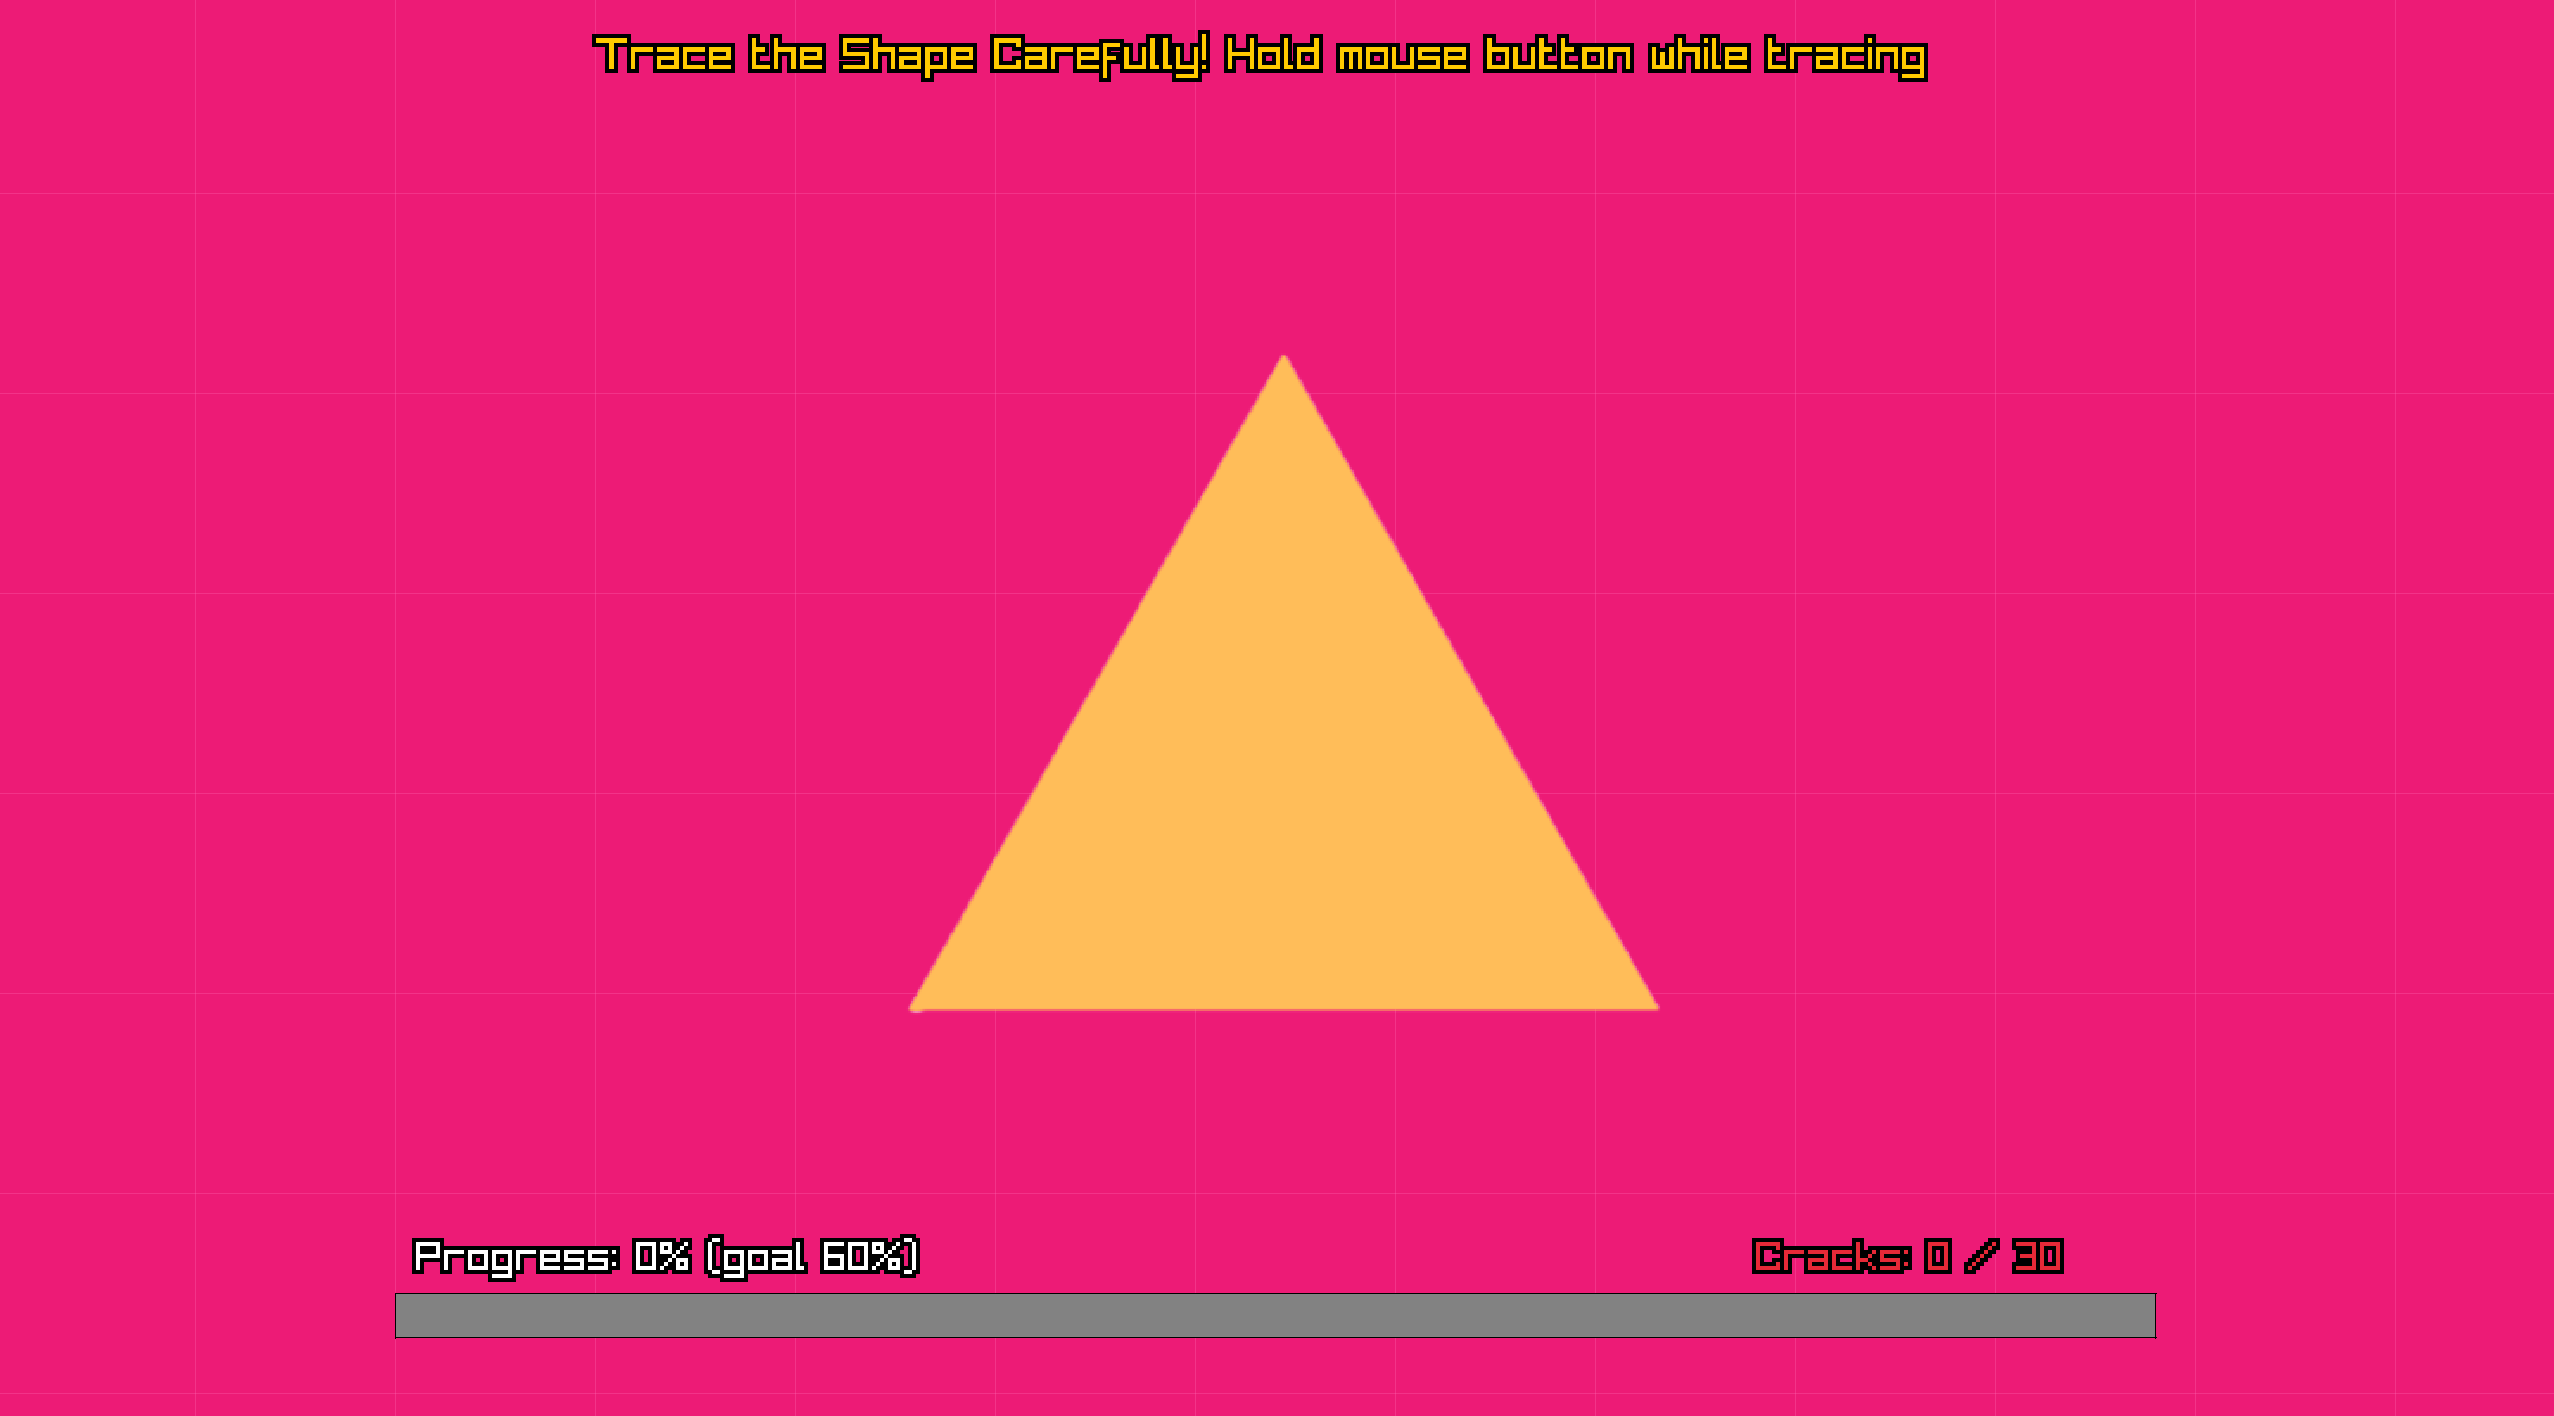 Trace the Shape Carefully! Hold mouse button while tracing
Progress: 0% (goal 60%)
Cracks: 0 / 30